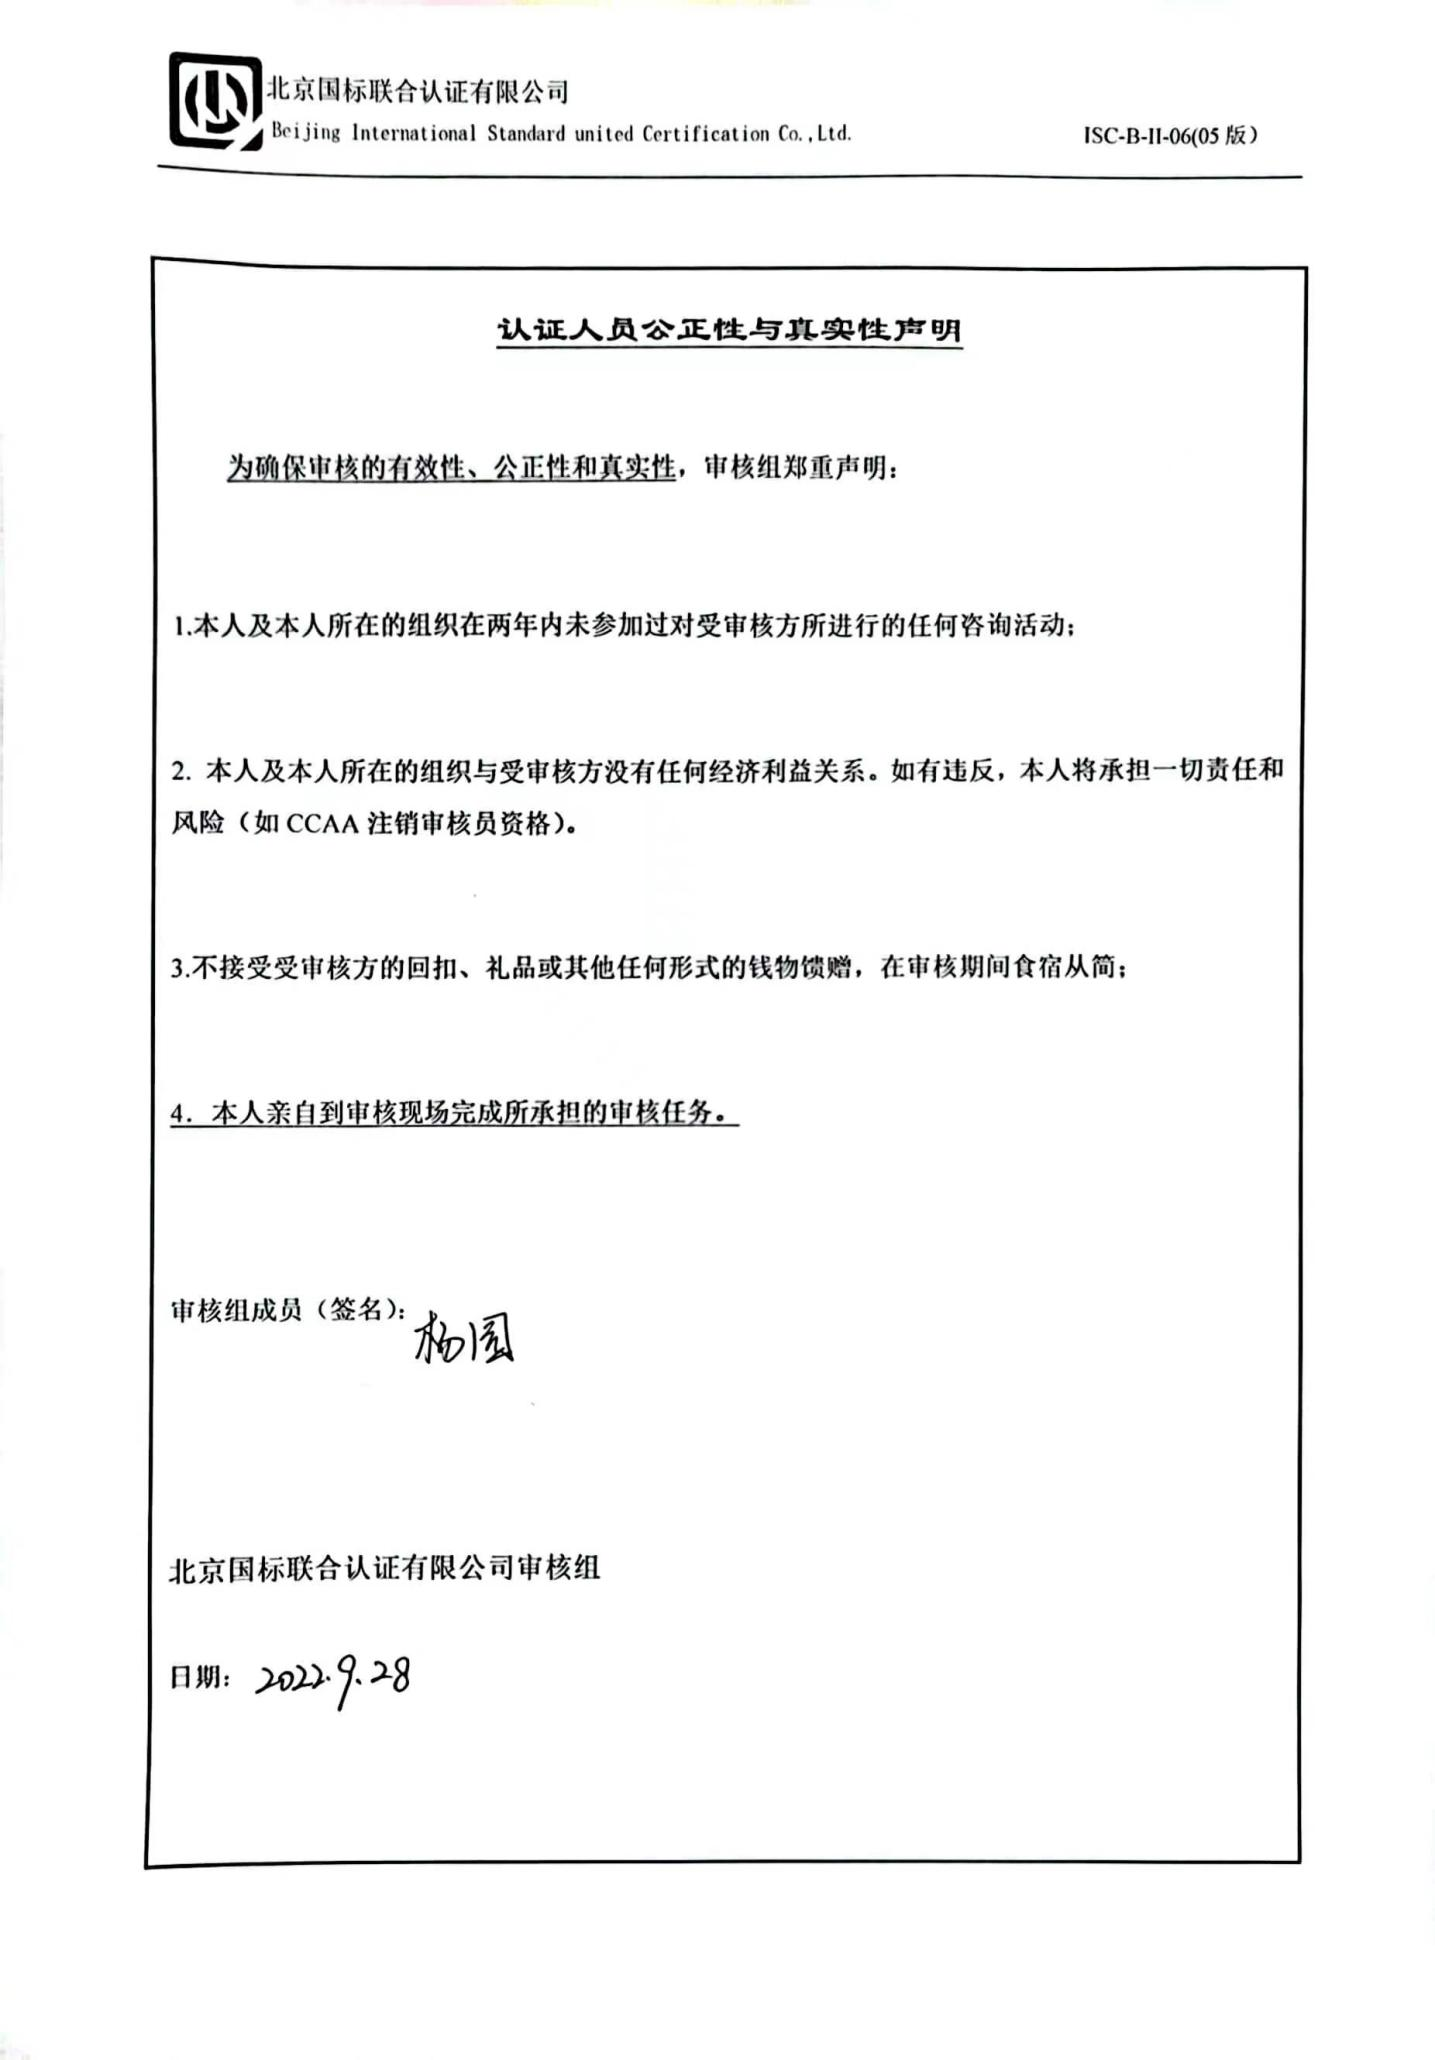 北京国标联合认证有限公司
Beijing International Standard united Certification Co.,Ltd.
ISC-B-II-06(05 版）
认证人员公正性与真实性声明
为确保审核的有效性、公正性和真实性，审核组郑重声明：
1.本人及本人所在的组织在两年内未参加过对受审核方所进行的任何咨询活动；
2. 本人及本人所在的组织与受审核方没有任何经济利益关系。如有违反，本人将承担一切责任和
风险（如 CCAA 注销审核员资格）。
3.不接受受审核方的回扣、礼品或其他任何形式的钱物馈赠，在审核期间食宿从简；
4．本人亲自到审核现场完成所承担的审核任务。
审核组成员（签名）：杨圆
北京国标联合认证有限公司审核组
日期：2022.9.28